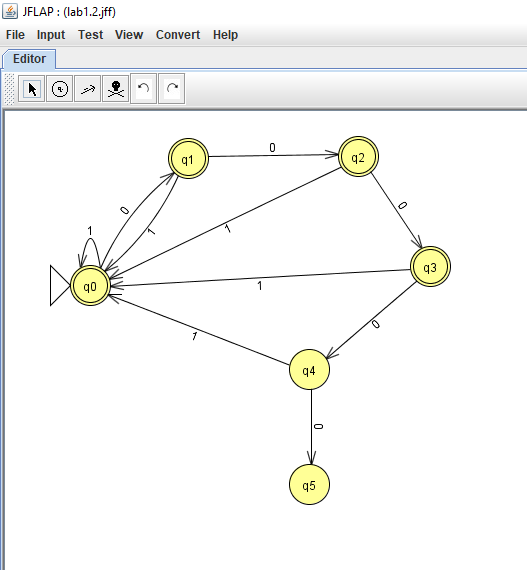 JFLAP : (lab1.2.jff)
File Input Test View Convert Help
Editor
q1 0 q2
0 1 1 0
1
q0 1 q3
1 0
q4
0
q5